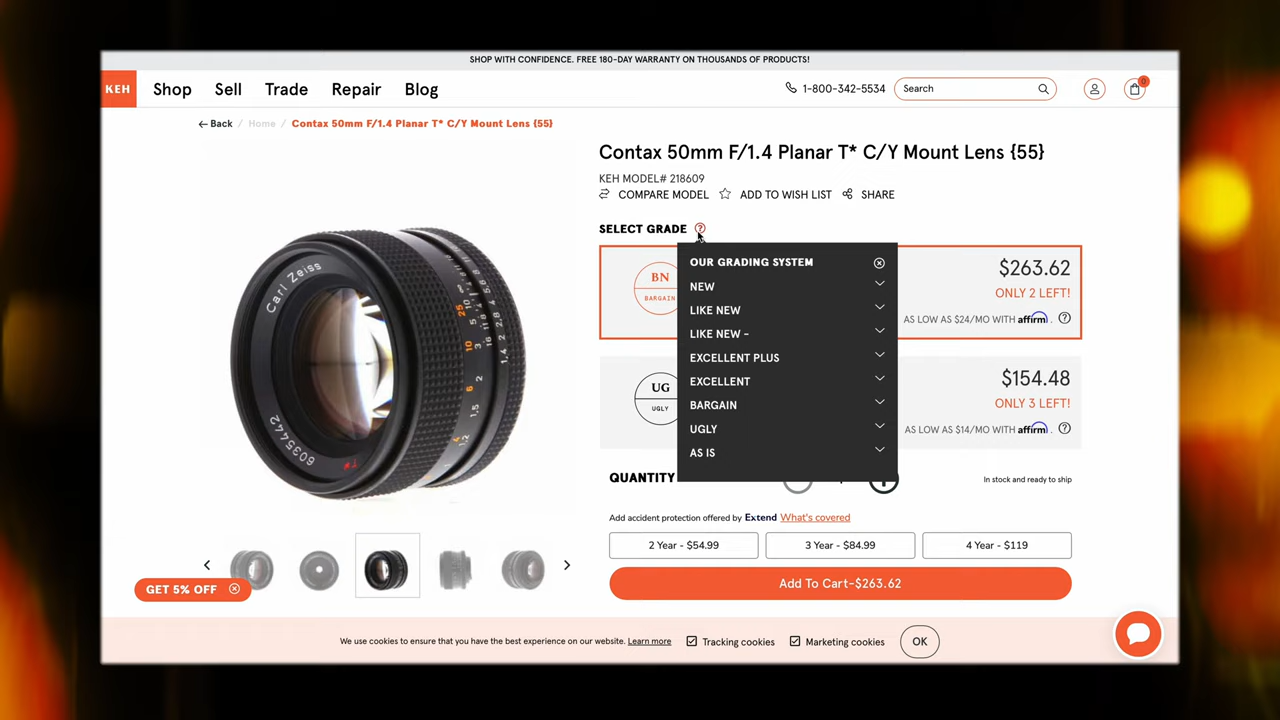 SHOP WITH CONFIDENCE. FREE 180-DAY WARRANTY ON THOUSANDS OF PRODUCTS!
KEH Shop Sell Trade Repair Blog 1-800-342-5534 Search 0
Back / Home / Contax 50mm F/1.4 Planar T* C/Y Mount Lens {55}
Contax 50mm F/1.4 Planar T* C/Y Mount Lens {55}
KEH MODEL# 218609
COMPARE MODEL ADD TO WISH LIST SHARE
SELECT GRADE ?
BN
BARGAIN
$263.62
ONLY 2 LEFT!
AS LOW AS $24/MO WITH affirm. ?
OUR GRADING SYSTEM
NEW
LIKE NEW
LIKE NEW -
EXCELLENT PLUS
EXCELLENT
BARGAIN
UGLY
AS IS
UG
UGLY
$154.48
ONLY 3 LEFT!
AS LOW AS $14/MO WITH affirm. ?
QUANTITY
In stock and ready to ship
Add accident protection offered by Extend What's covered
2 Year - $54.99 3 Year - $84.99 4 Year - $119
Add To Cart-$263.62
Carl Zeiss
6035442
T*
GET 5% OFF
We use cookies to ensure that you have the best experience on our website. Learn more Tracking cookies Marketing cookies OK